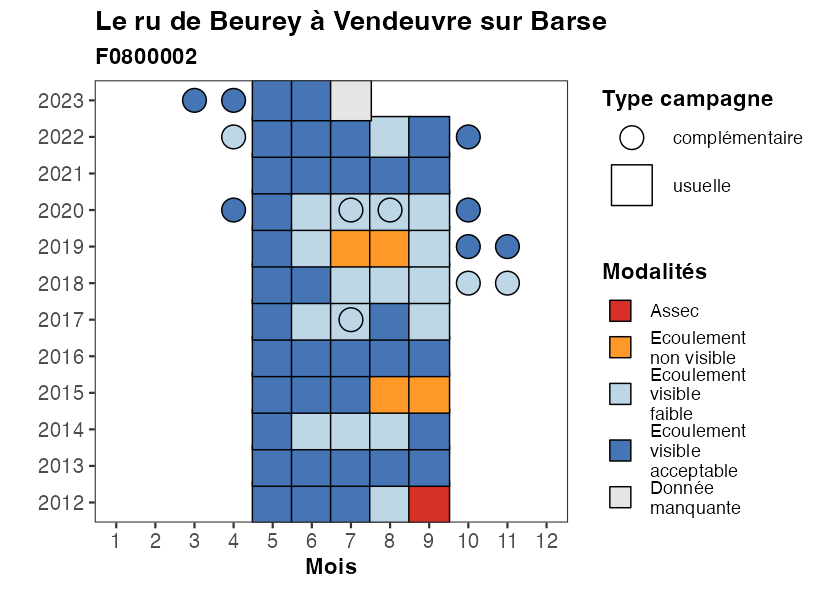 Le ru de Beurey à Vendeuvre sur Barse
F0800002
2023
2022
2021
2020
2019
2018
2017
2016
2015
2014
2013
2012
1 2 3 4 5 6 7 8 9 10 11 12
Mois
Type campagne
complémentaire
usuelle
Modalités
Assec
Ecoulement
non visible
Ecoulement
visible
faible
Ecoulement
visible
acceptable
Donnée
manquante